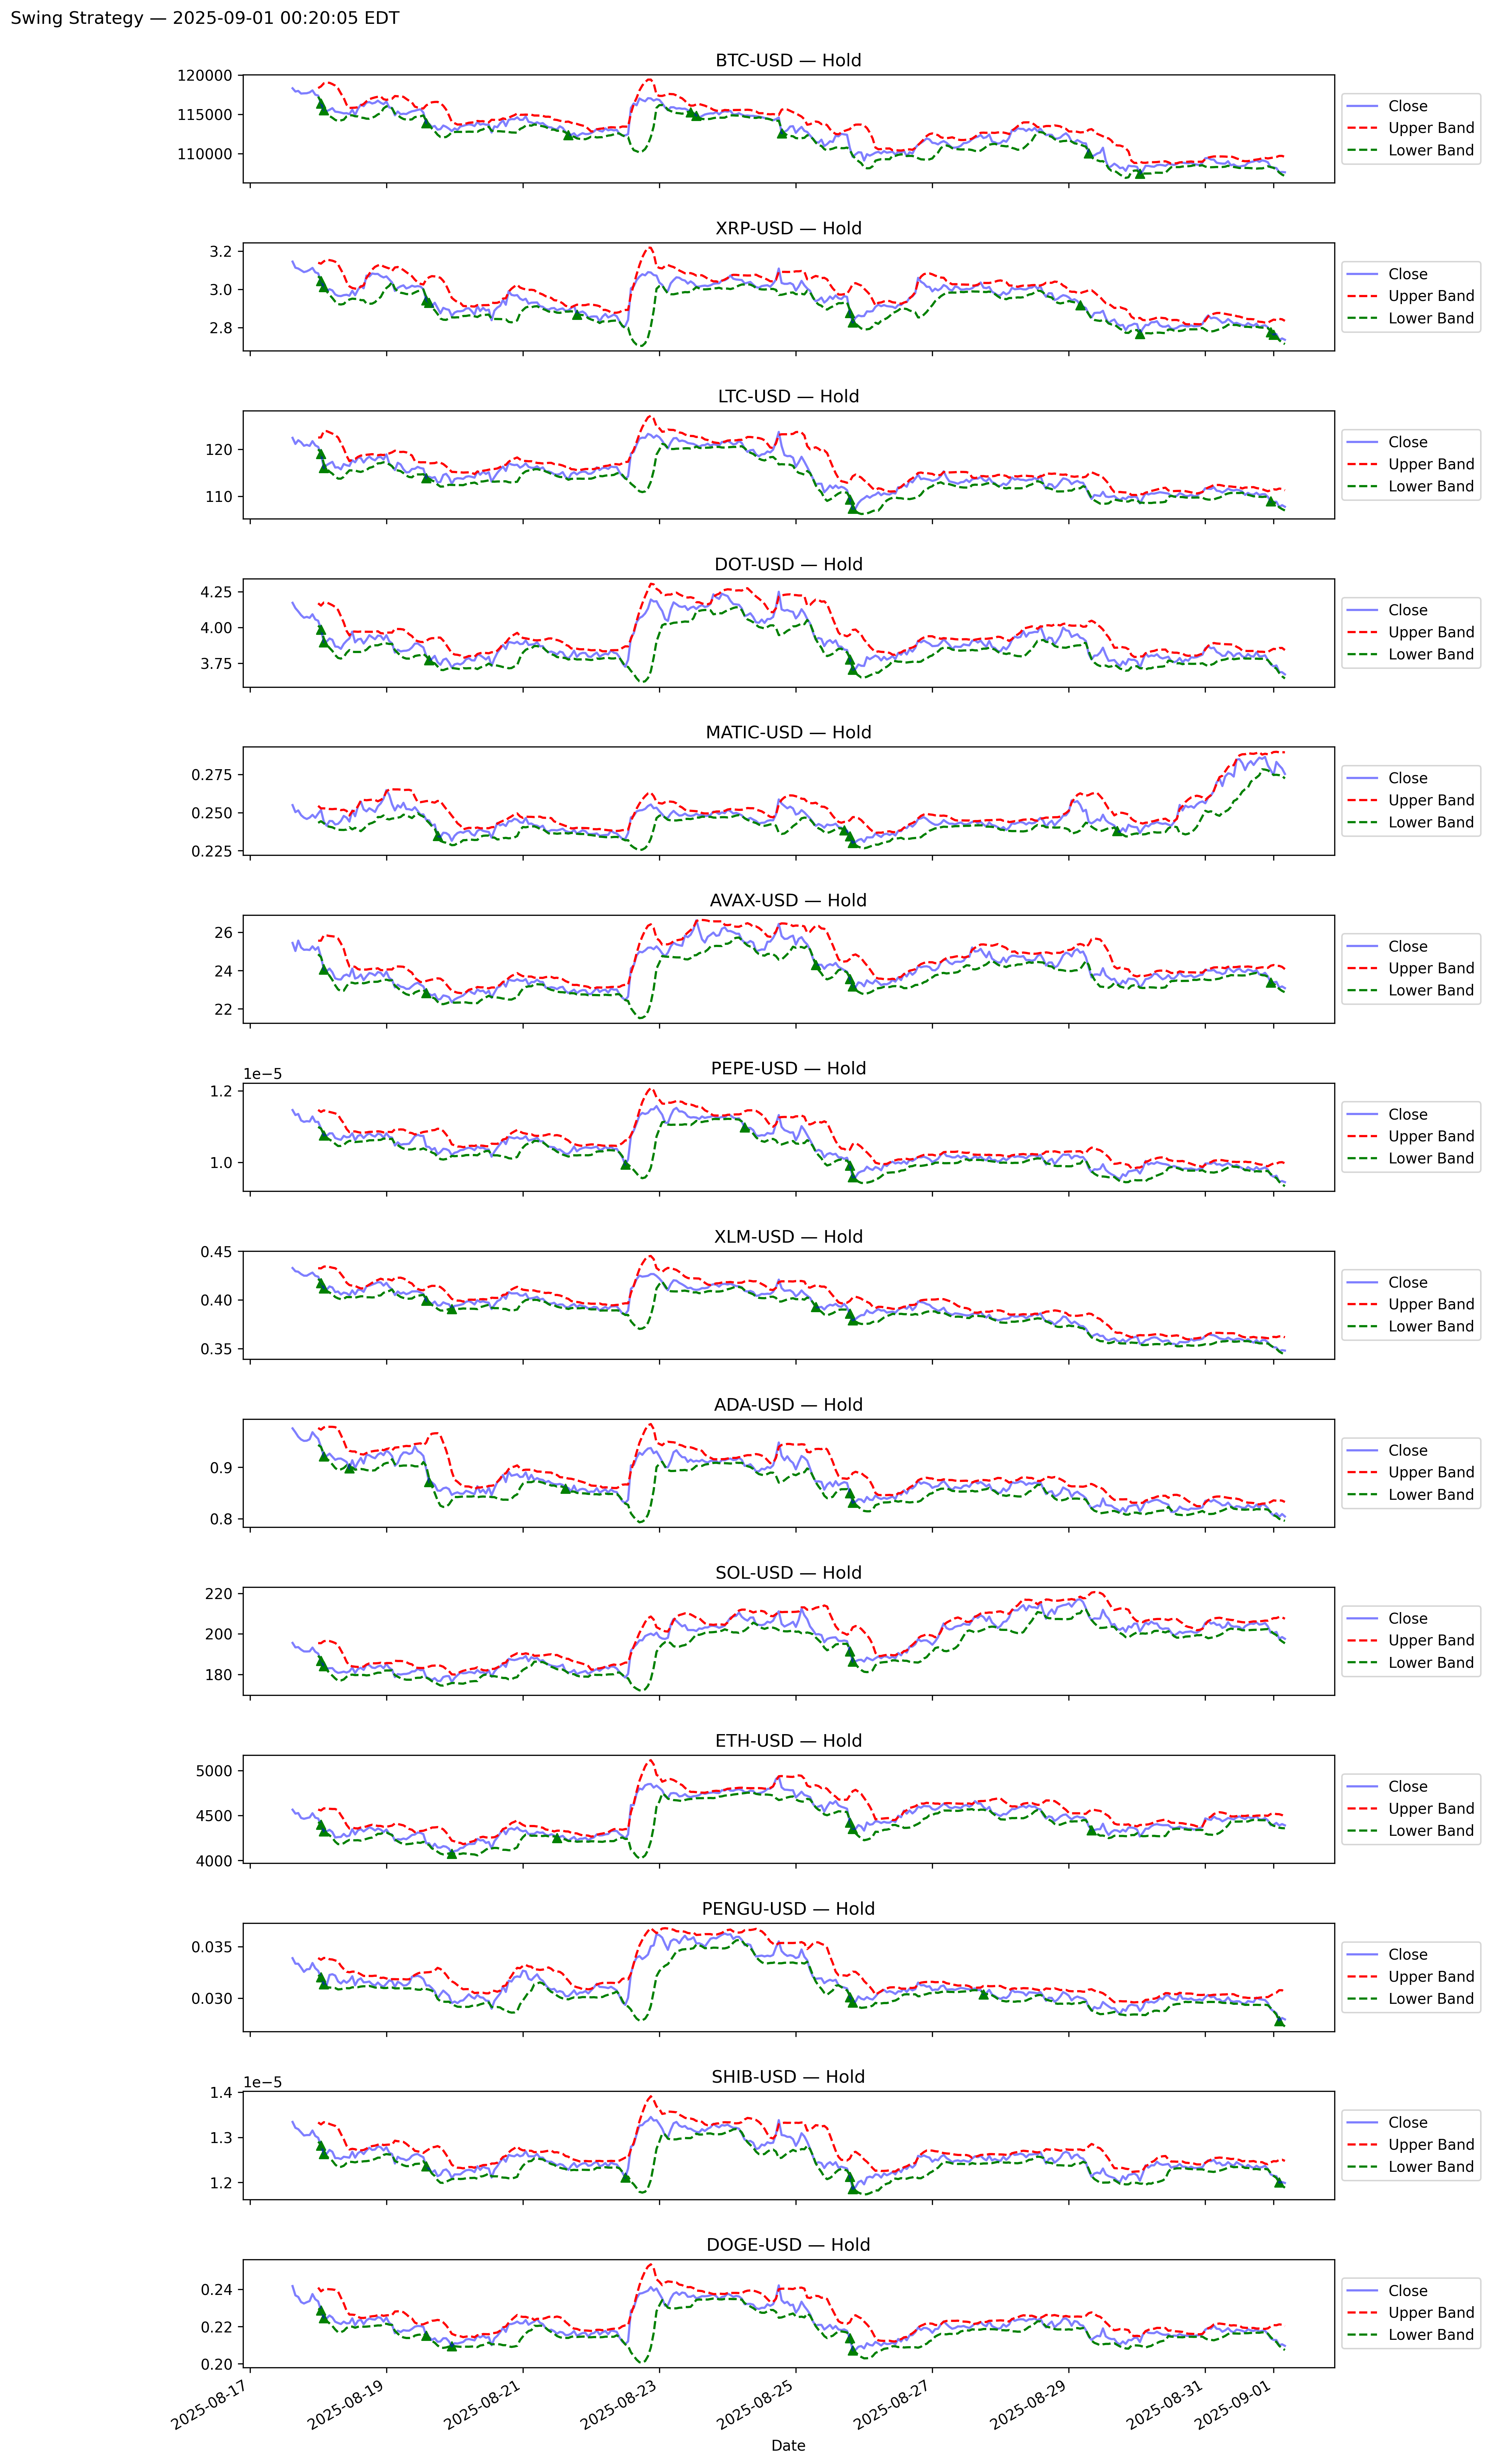 Swing Strategy — 2025-09-01 00:20:05 EDT
BTC-USD — Hold
120000
115000
110000
Close
Upper Band
Lower Band
XRP-USD — Hold
3.2
3.0
2.8
Close
Upper Band
Lower Band
LTC-USD — Hold
120
110
Close
Upper Band
Lower Band
DOT-USD — Hold
4.25
4.00
3.75
Close
Upper Band
Lower Band
MATIC-USD — Hold
0.275
0.250
0.225
Close
Upper Band
Lower Band
AVAX-USD — Hold
26
24
22
Close
Upper Band
Lower Band
PEPE-USD — Hold
1e−5
1.2
1.0
Close
Upper Band
Lower Band
XLM-USD — Hold
0.45
0.40
0.35
Close
Upper Band
Lower Band
ADA-USD — Hold
0.9
0.8
Close
Upper Band
Lower Band
SOL-USD — Hold
220
200
180
Close
Upper Band
Lower Band
ETH-USD — Hold
5000
4500
4000
Close
Upper Band
Lower Band
PENGU-USD — Hold
0.035
0.030
Close
Upper Band
Lower Band
SHIB-USD — Hold
1e−5
1.4
1.3
1.2
Close
Upper Band
Lower Band
DOGE-USD — Hold
0.24
0.22
0.20
Close
Upper Band
Lower Band
2025-08-17
2025-08-19
2025-08-21
2025-08-23
2025-08-25
2025-08-27
2025-08-29
2025-08-31
2025-09-01
Date